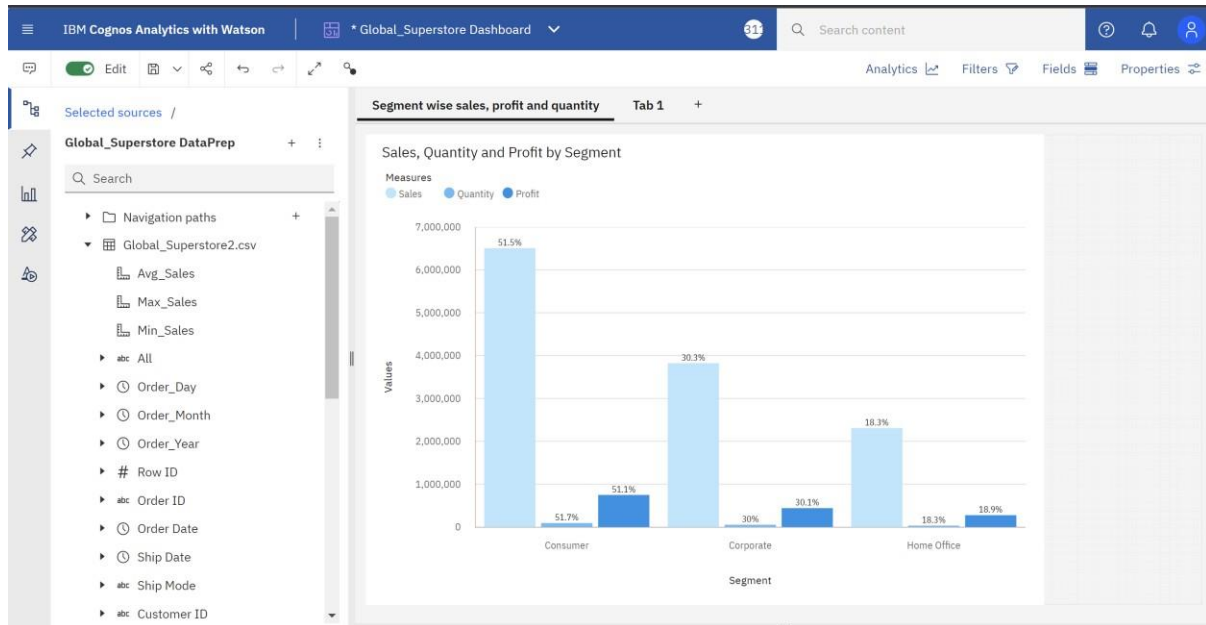 IBM Cognos Analytics with Watson
* Global_Superstore Dashboard
Search content
Edit
Analytics
Filters
Fields
Properties
Selected sources /
Global_Superstore DataPrep
Search
Navigation paths
Global_Superstore2.csv
Avg_Sales
Max_Sales
Min_Sales
abc All
Order_Day
Order_Month
Order_Year
# Row ID
abc Order ID
Order Date
Ship Date
abc Ship Mode
abc Customer ID
Segment wise sales, profit and quantity
Tab 1
+
Sales, Quantity and Profit by Segment
Measures
Sales Quantity Profit
Values
7,000,000
6,000,000
5,000,000
4,000,000
3,000,000
2,000,000
1,000,000
0
51.5%
51.7%
51.1%
30.3%
30%
30.1%
18.3%
18.3%
18.9%
Consumer
Corporate
Home Office
Segment